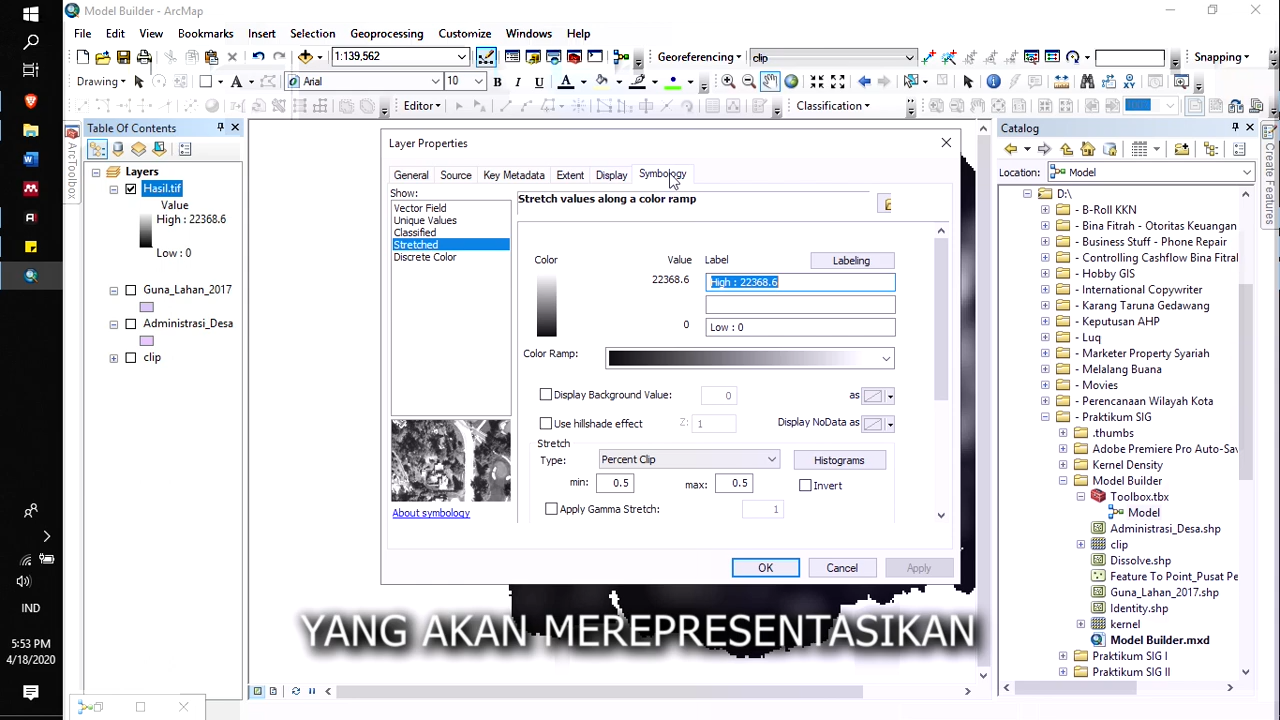 Model Builder - ArcMap
File Edit View Bookmarks Insert Selection Geoprocessing Customize Windows Help
1:139,562
Georeferencing
clip
Snapping
Drawing
A
Arial
10
B I U A
Editor
Classification
Table Of Contents
ArcToolbox
Layers
Hasil.tif
Value
High : 22368.6
Low : 0
Guna_Lahan_2017
Administrasi_Desa
clip
Layer Properties
General Source Key Metadata Extent Display Symbology
Show:
Vector Field
Unique Values
Classified
Stretched
Discrete Color
About symbology
Stretch values along a color ramp
Color Value Label Labeling
22368.6 High : 22368.6
0 Low : 0
Color Ramp:
Display Background Value: 0 as
Use hillshade effect Z: 1 Display NoData as
Stretch
Type: Percent Clip Histograms
min: 0.5 max: 0.5 Invert
Apply Gamma Stretch: 1
OK Cancel Apply
YANG AKAN MEREPRESENTASIKAN
Catalog
Location: Model
Create Features
D:\
- B-Roll KKN
- Bina Fitrah - Otoritas Keuangan
- Business Stuff - Phone Repair
- Controlling Cashflow Bina Fitrah
- Hobby GIS
- International Copywriter
- Karang Taruna Gedawang
- Keputusan AHP
- Luq
- Marketer Property Syariah
- Melalang Buana
- Movies
- Perencanaan Wilayah Kota
- Praktikum SIG
.thumbs
Adobe Premiere Pro Auto-Sav
Kernel Density
Model Builder
Toolbox.tbx
Model
Administrasi_Desa.shp
clip
Dissolve.shp
Feature To Point_Pusat Pe
Guna_Lahan_2017.shp
Identity.shp
kernel
Model Builder.mxd
Praktikum SIG I
Praktikum SIG II
IND
5:53 PM
4/18/2020